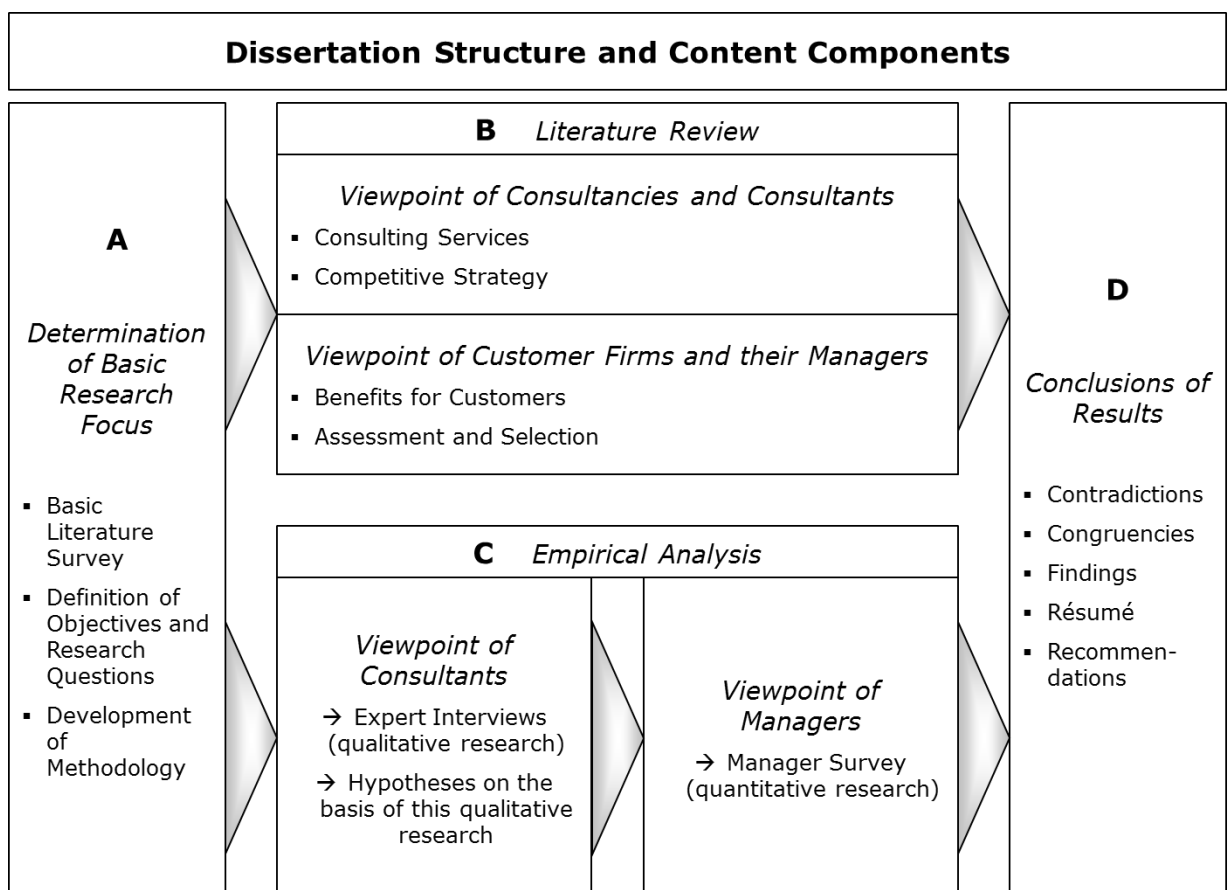 Dissertation Structure and Content Components
A
Determination
of Basic
Research
Focus
▪ Basic
Literature
Survey
▪ Definition of
Objectives and
Research
Questions
▪ Development
of
Methodology
B Literature Review
Viewpoint of Consultancies and Consultants
▪ Consulting Services
▪ Competitive Strategy
Viewpoint of Customer Firms and their Managers
▪ Benefits for Customers
▪ Assessment and Selection
C Empirical Analysis
Viewpoint of
Consultants
→ Expert Interviews
(qualitative research)
→ Hypotheses on the
basis of this qualitative
research
Viewpoint of
Managers
→ Manager Survey
(quantitative research)
D
Conclusions of
Results
▪ Contradictions
▪ Congruencies
▪ Findings
▪ Résumé
▪ Recommen-
dations